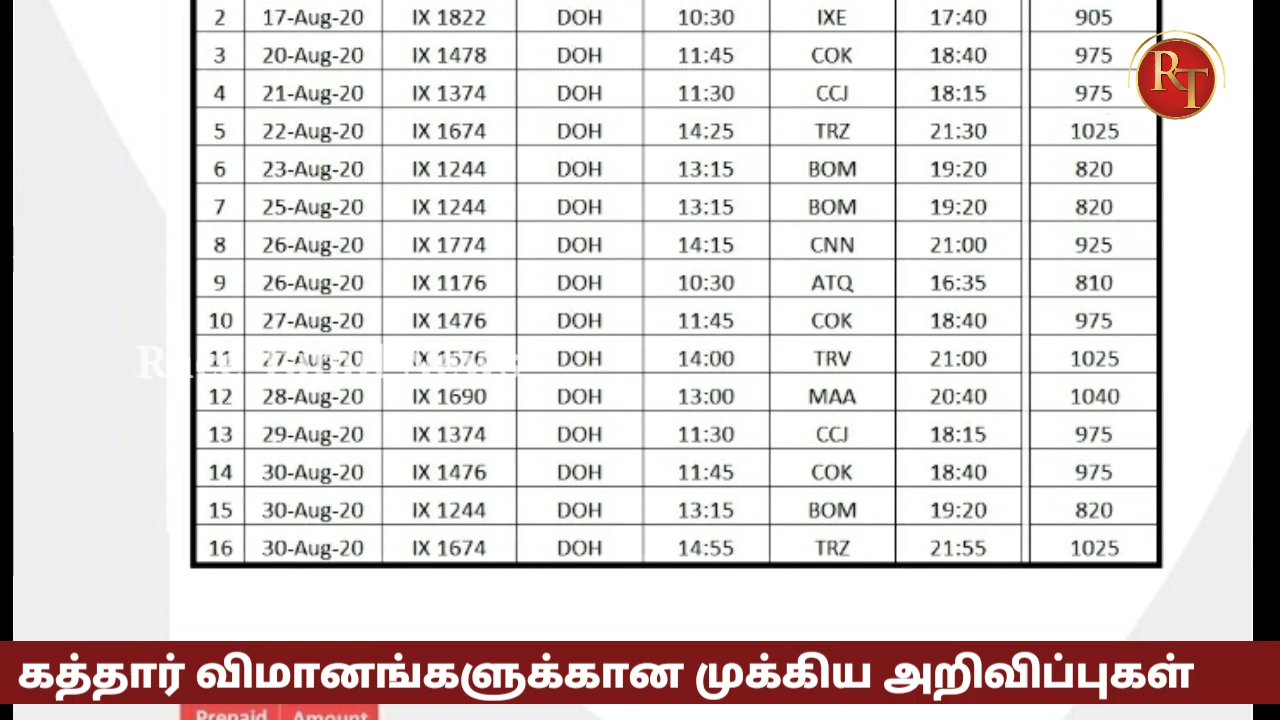 2 17-Aug-20 IX 1822 DOH 10:30 IXE 17:40 905
3 20-Aug-20 IX 1478 DOH 11:45 COK 18:40 975
4 21-Aug-20 IX 1374 DOH 11:30 CCJ 18:15 975
RT
5 22-Aug-20 IX 1674 DOH 14:25 TRZ 21:30 1025
6 23-Aug-20 IX 1244 DOH 13:15 BOM 19:20 820
7 25-Aug-20 IX 1244 DOH 13:15 BOM 19:20 820
8 26-Aug-20 IX 1774 DOH 14:15 CNN 21:00 925
9 26-Aug-20 IX 1176 DOH 10:30 ATQ 16:35 810
10 27-Aug-20 IX 1476 DOH 11:45 COK 18:40 975
11 27-Aug-20 IX 1576 DOH 14:00 TRV 21:00 1025
12 28-Aug-20 IX 1690 DOH 13:00 MAA 20:40 1040
13 29-Aug-20 IX 1374 DOH 11:30 CCJ 18:15 975
14 30-Aug-20 IX 1476 DOH 11:45 COK 18:40 975
15 30-Aug-20 IX 1244 DOH 13:15 BOM 19:20 820
16 30-Aug-20 IX 1674 DOH 14:55 TRZ 21:55 1025
கத்தார் விமானங்களுக்கான முக்கிய அறிவிப்புகள்
Prepaid Amount